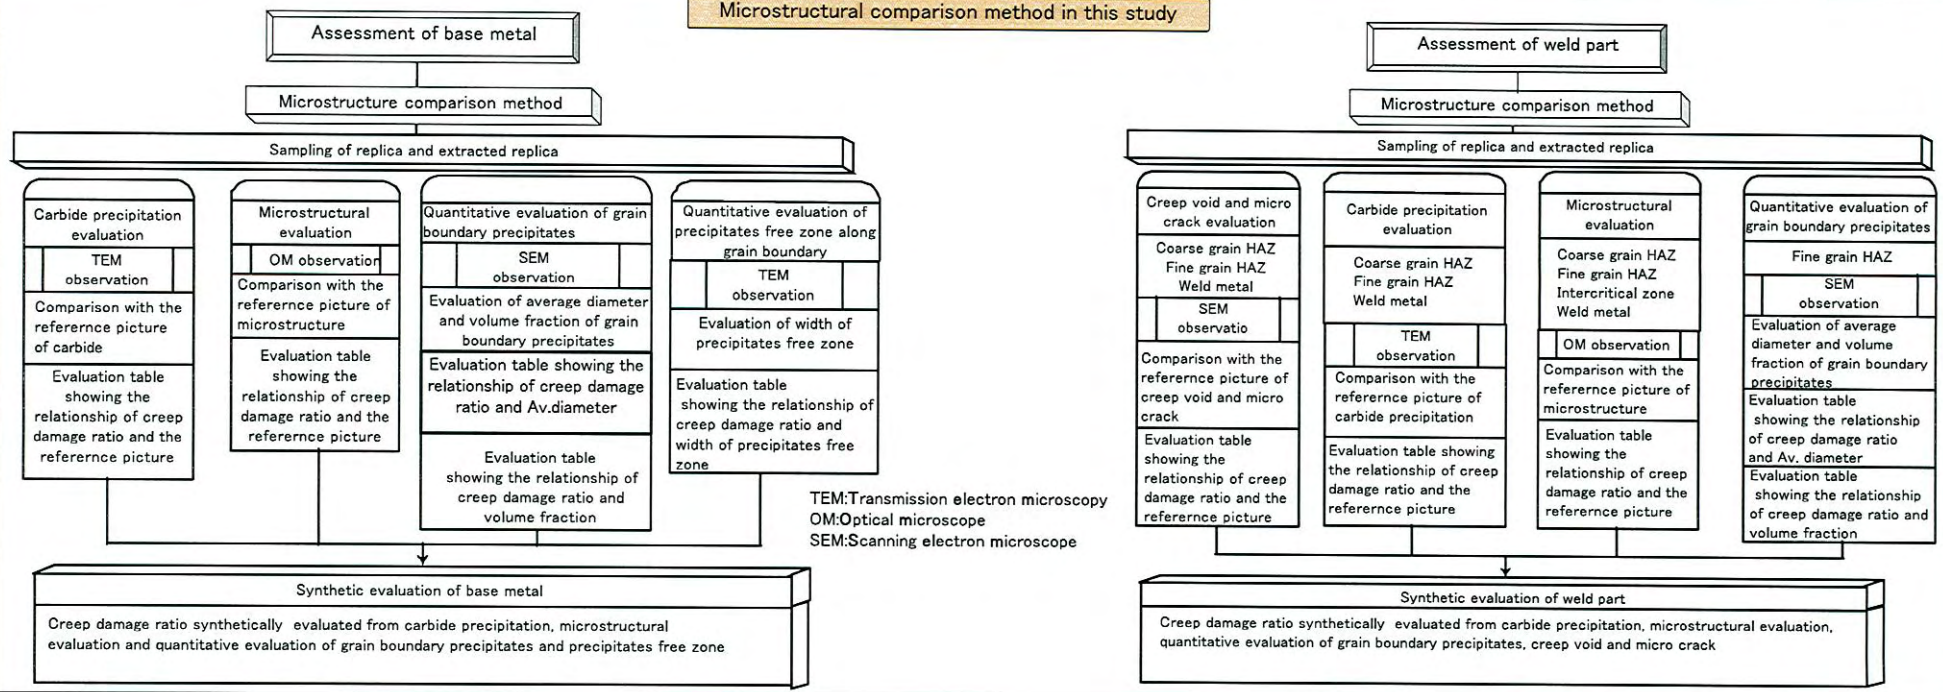 Microstructural comparison method in this study
Assessment of base metal
Microstructure comparison method
Sampling of replica and extracted replica
Carbide precipitation
evaluation
TEM
observation
Comparison with the
referernce picture
of carbide
Evaluation table
showing the
relationship of creep
damage ratio and the
referernce picture
Microstructural
evaluation
OM observation
Comparison with the
referernce picture of
microstructure
Evaluation table
showing the
relationship of creep
damage ratio and the
referernce picture
Quantitative evaluation of grain
boundary precipitates
SEM
observation
Evaluation of average diameter
and volume fraction of grain
boundary precipitates
Evaluation table showing the
relationship of creep damage
ratio and Av.diameter
Evaluation table
showing the relationship of
creep damage ratio and
volume fraction
Quantitative evaluation of
precipitates free zone along
grain boundary
TEM
observation
Evaluation of width of
precipitates free zone
Evaluation table
showing the relationship of
creep damage ratio and
width of precipitates free
zone
Synthetic evaluation of base metal
Creep damage ratio synthetically evaluated from carbide precipitation, microstructural
evaluation and quantitative evaluation of grain boundary precipitates and precipitates free zone
TEM:Transmission electron microscopy
OM:Optical microscope
SEM:Scanning electron microscope
Assessment of weld part
Microstructure comparison method
Sampling of replica and extracted replica
Creep void and micro
crack evaluation
Coarse grain HAZ
Fine grain HAZ
Weld metal
SEM
observatio
Comparison with the
referernce picture of
creep void and micro
crack
Evaluation table
showing the
relationship of creep
damage ratio and the
referernce picture
Carbide precipitation
evaluation
Coarse grain HAZ
Fine grain HAZ
Weld metal
TEM
observation
Comparison with the
referernce picture of
carbide precipitation
Evaluation table showing
the relationship of creep
damage ratio and the
referernce picture
Microstructural
evaluation
Coarse grain HAZ
Fine grain HAZ
Intercritical zone
Weld metal
OM observation
Comparison with the
referernce picture of
microstructure
Evaluation table
showing the
relationship of creep
damage ratio and the
referernce picture
Quantitative evaluation of
grain boundary precipitates
Fine grain HAZ
SEM
observation
Evaluation of average
diameter and volume
fraction of grain boundary
precipitates
Evaluation table
showing the relationship
of creep damage ratio
and Av. diameter
Evaluation table
showing the relationship
of creep damage ratio and
volume fraction
Synthetic evaluation of weld part
Creep damage ratio synthetically evaluated from carbide precipitation, microstructural evaluation,
quantitative evaluation of grain boundary precipitates, creep void and micro crack